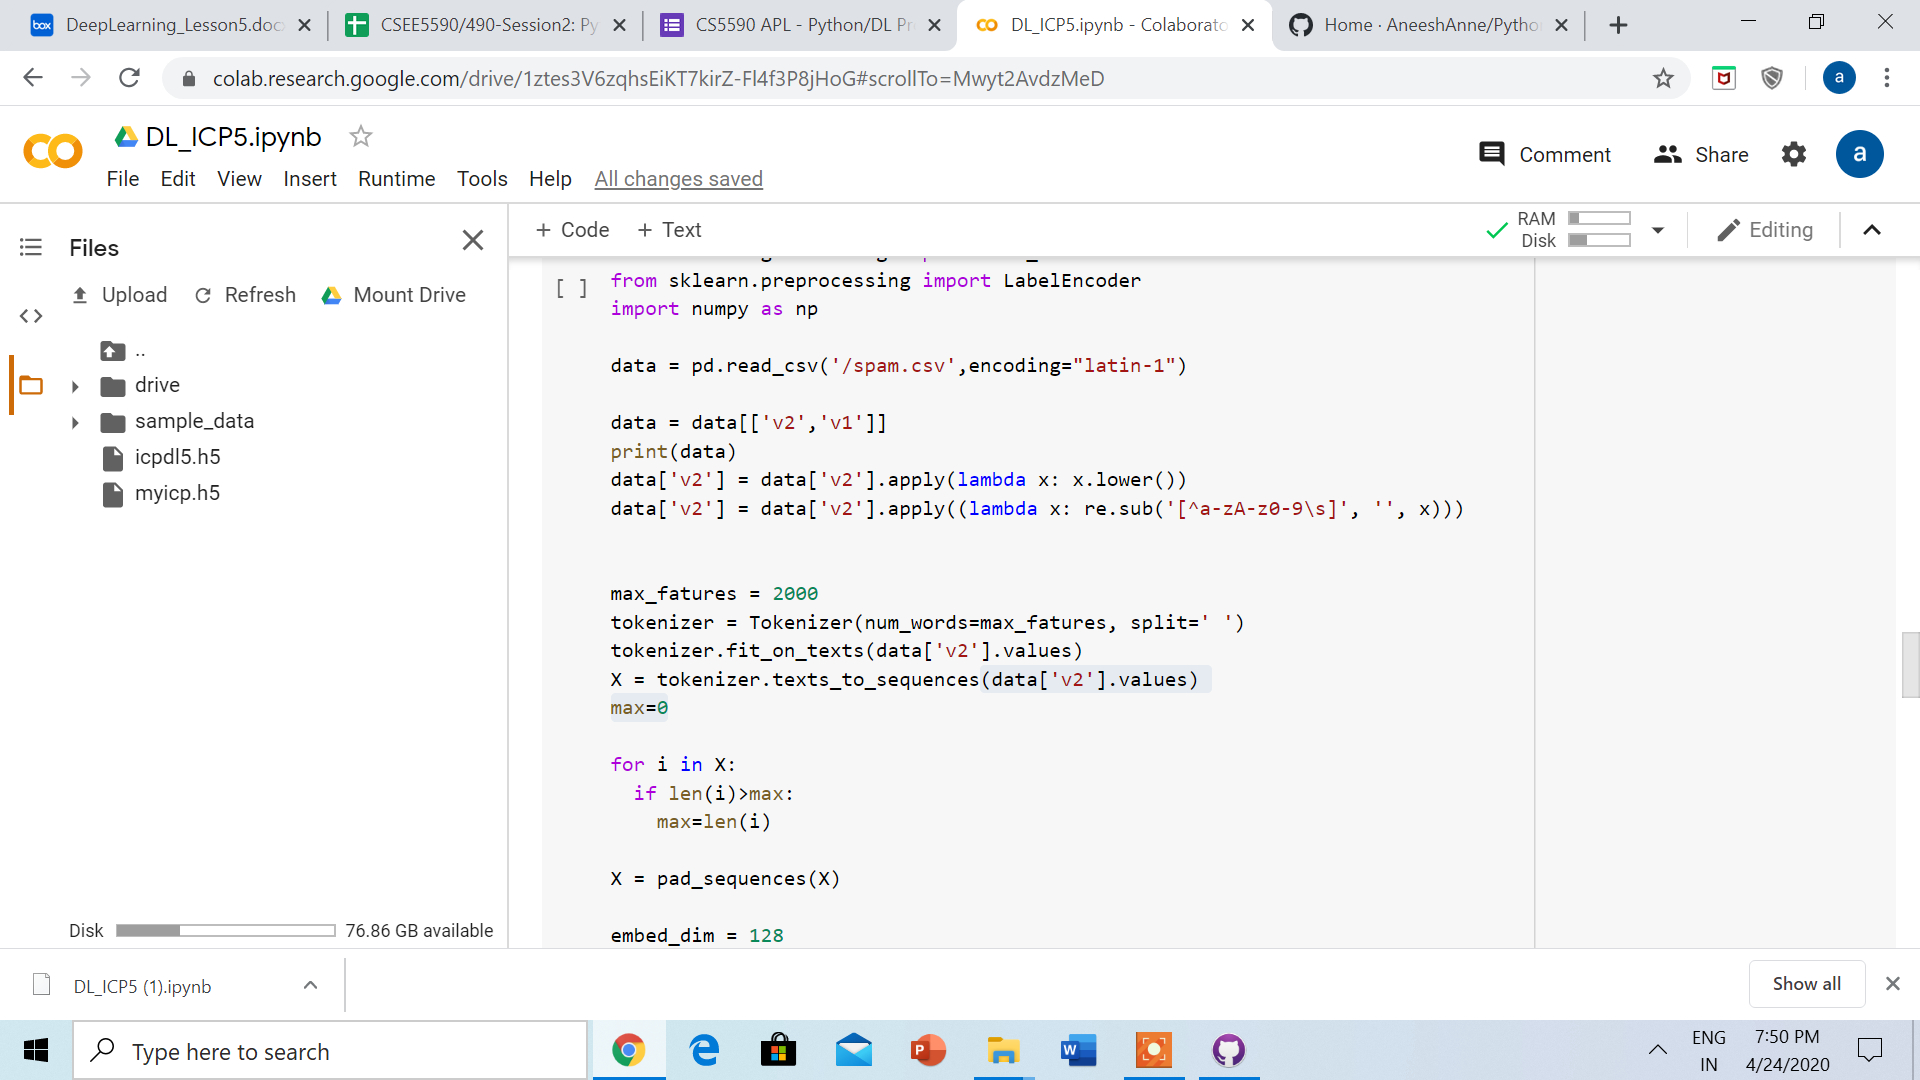 DeepLearning_Lesson5.doc
CSEE5590/490-Session2: Py
CS5590 APL - Python/DL Pr
DL_ICP5.ipynb - Colaborato
Home · AneeshAnne/Pytho
colab.research.google.com/drive/1ztes3V6zqhsEiKT7kirZ-Fl4f3P8jHoG#scrollTo=Mwyt2AvdzMeD
a
DL_ICP5.ipynb
Comment
Share
a
File Edit View Insert Runtime Tools Help All changes saved
Files
+ Code + Text
RAM
Disk
Editing
Upload Refresh Mount Drive
..
drive
sample_data
icpdl5.h5
myicp.h5
Disk 76.86 GB available
[ ]
from sklearn.preprocessing import LabelEncoder
import numpy as np
data = pd.read_csv('/spam.csv',encoding="latin-1")
data = data[['v2','v1']]
print(data)
data['v2'] = data['v2'].apply(lambda x: x.lower())
data['v2'] = data['v2'].apply((lambda x: re.sub('[^a-zA-z0-9\s]', '', x)))
max_fatures = 2000
tokenizer = Tokenizer(num_words=max_fatures, split=' ')
tokenizer.fit_on_texts(data['v2'].values)
X = tokenizer.texts_to_sequences(data['v2'].values)
max=0
for i in X:
  if len(i)>max:
    max=len(i)
X = pad_sequences(X)
embed_dim = 128
DL_ICP5 (1).ipynb
Show all
Type here to search
ENG
IN
7:50 PM
4/24/2020